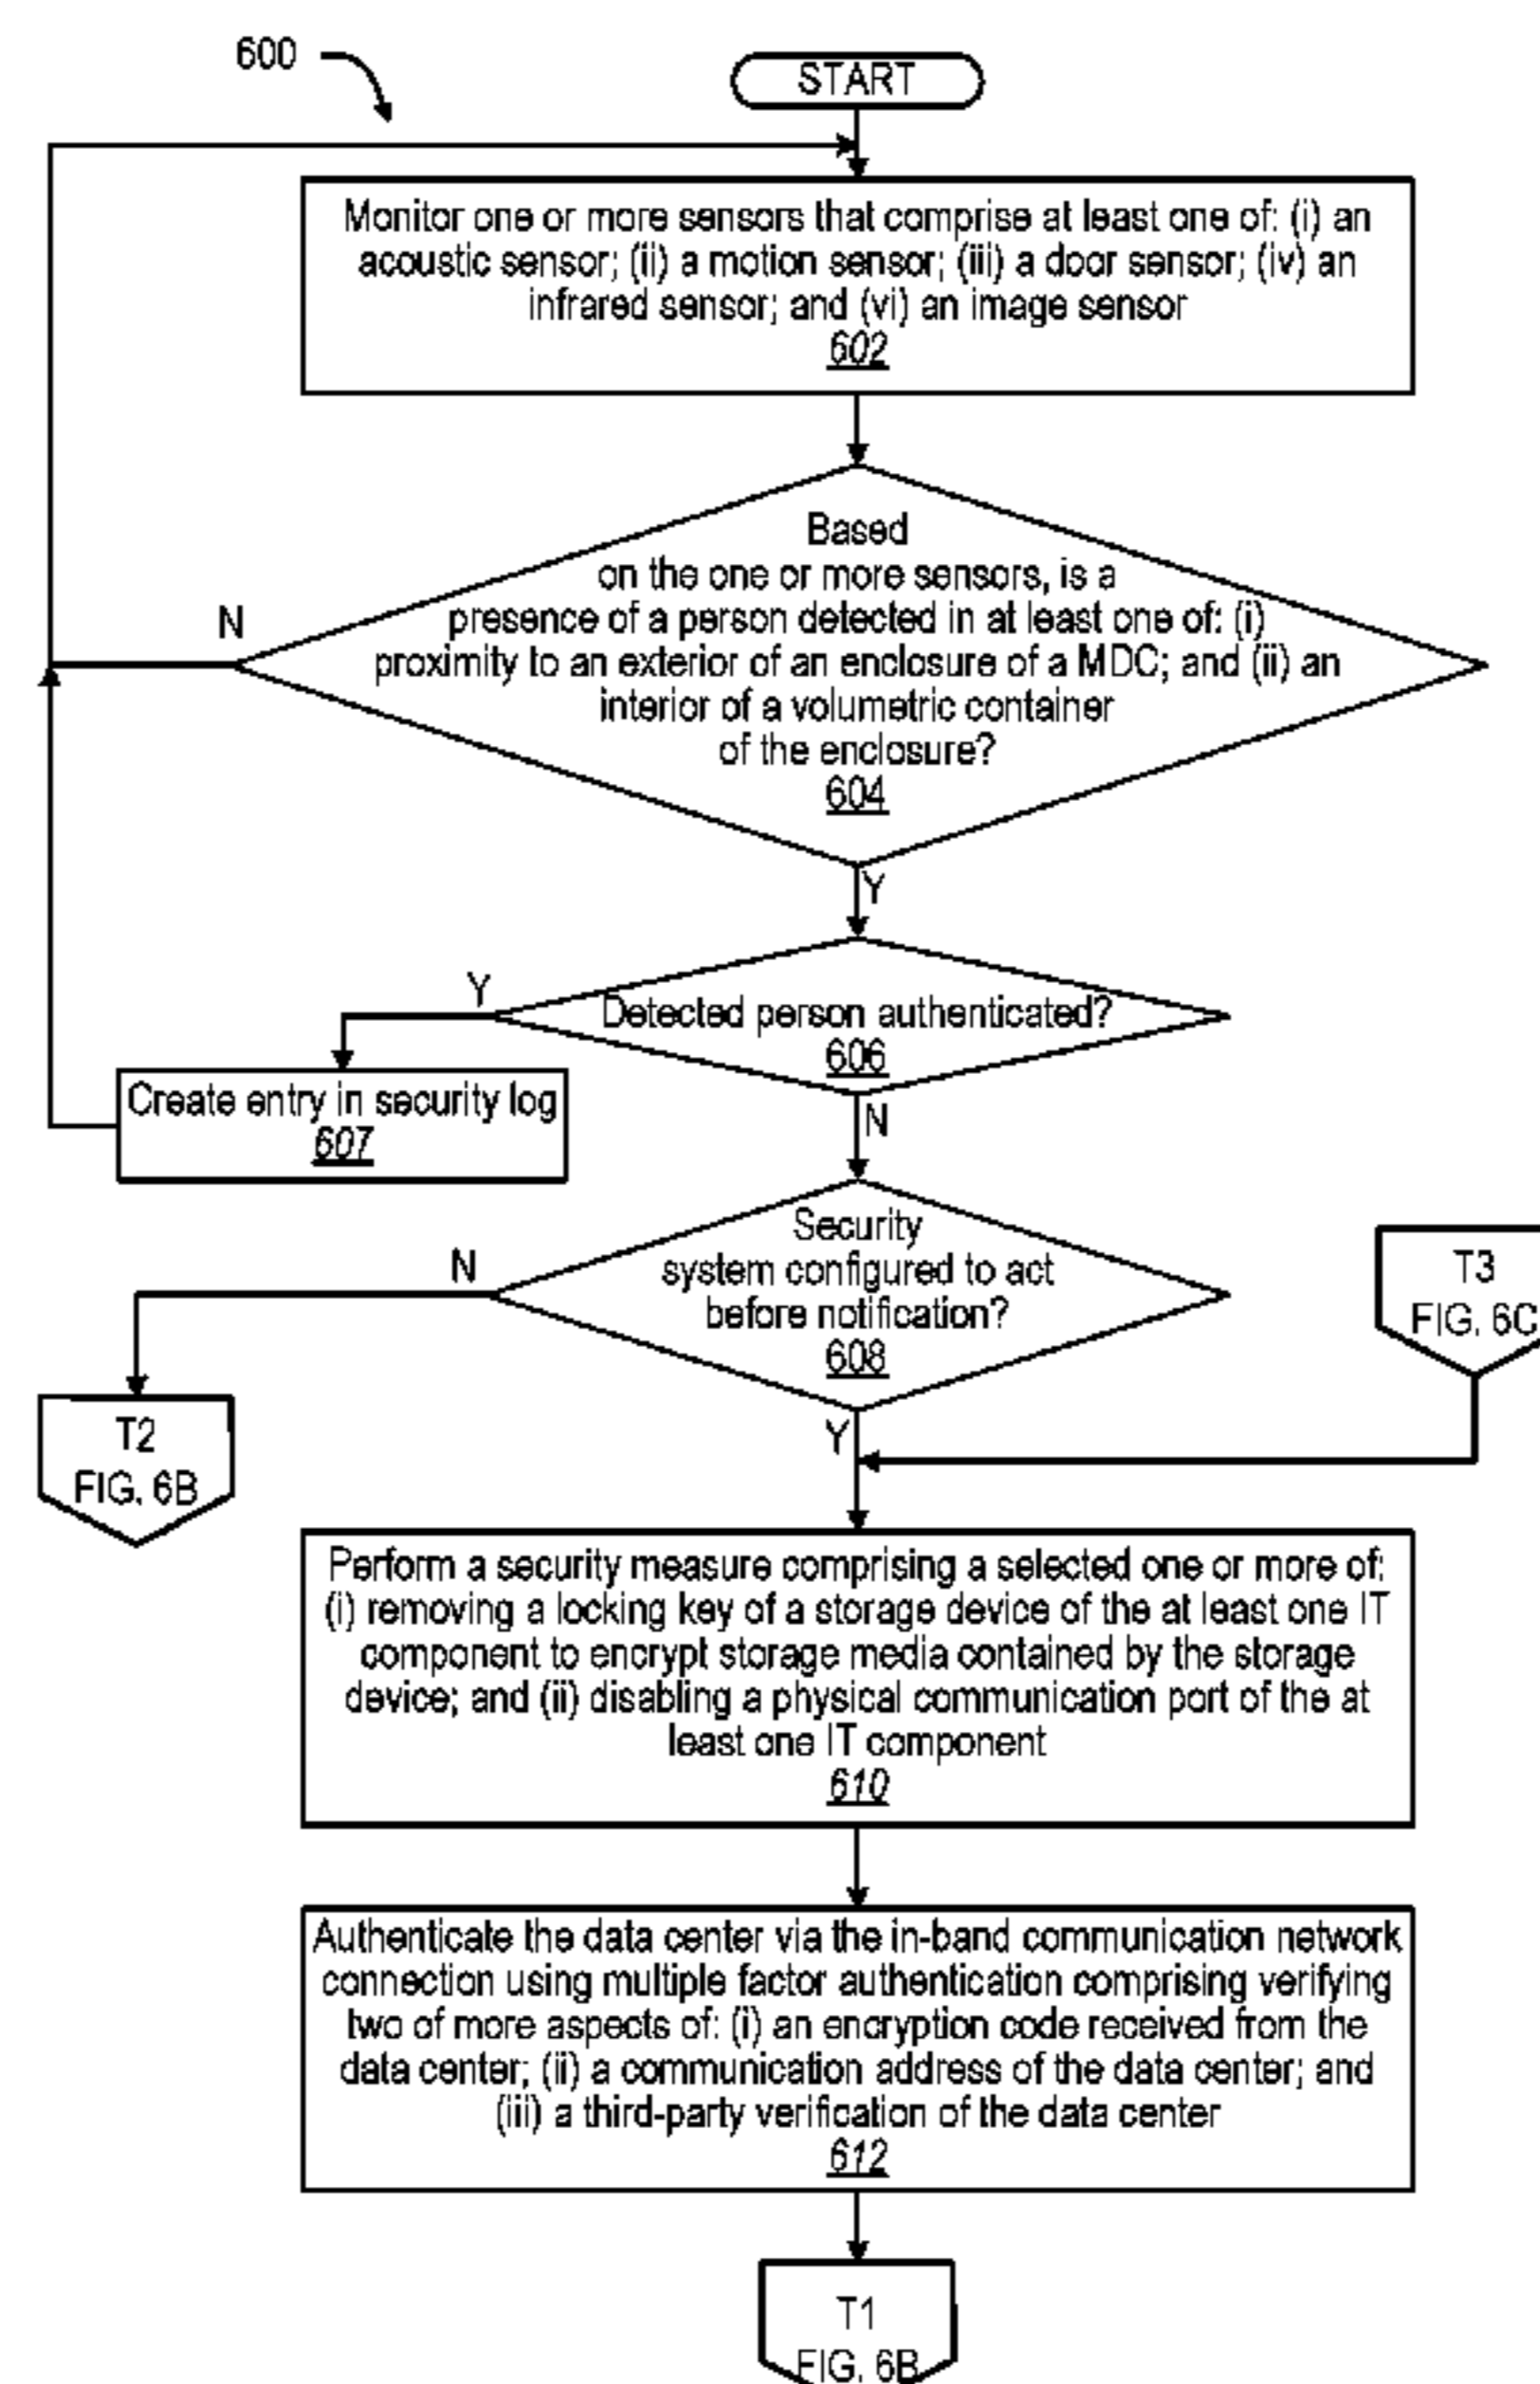 600
START
Monitor one or more sensors that comprise at least one of: (i) an
acoustic sensor; (ii) a motion sensor; (iii) a door sensor; (iv) an
infrared sensor; and (vi) an image sensor
602
Based
on the one or more sensors, is a
presence of a person detected in at least one of: (i)
proximity to an exterior of an enclosure of a MDC; and (ii) an
interior of a volumetric container
of the enclosure?
604
N
Y
Detected person authenticated?
606
Y
N
Create entry in security log
607
Security
system configured to act
before notification?
608
N
Y
T3
FIG. 6C
T2
FIG. 6B
Perform a security measure comprising a selected one or more of:
(i) removing a locking key of a storage device of the at least one IT
component to encrypt storage media contained by the storage
device; and (ii) disabling a physical communication port of the at
least one IT component
610
Authenticate the data center via the in-band communication network
connection using multiple factor authentication comprising verifying
two of more aspects of: (i) an encryption code received from the
data center; (ii) a communication address of the data center; and
(iii) a third-party verification of the data center
612
T1
FIG. 6B